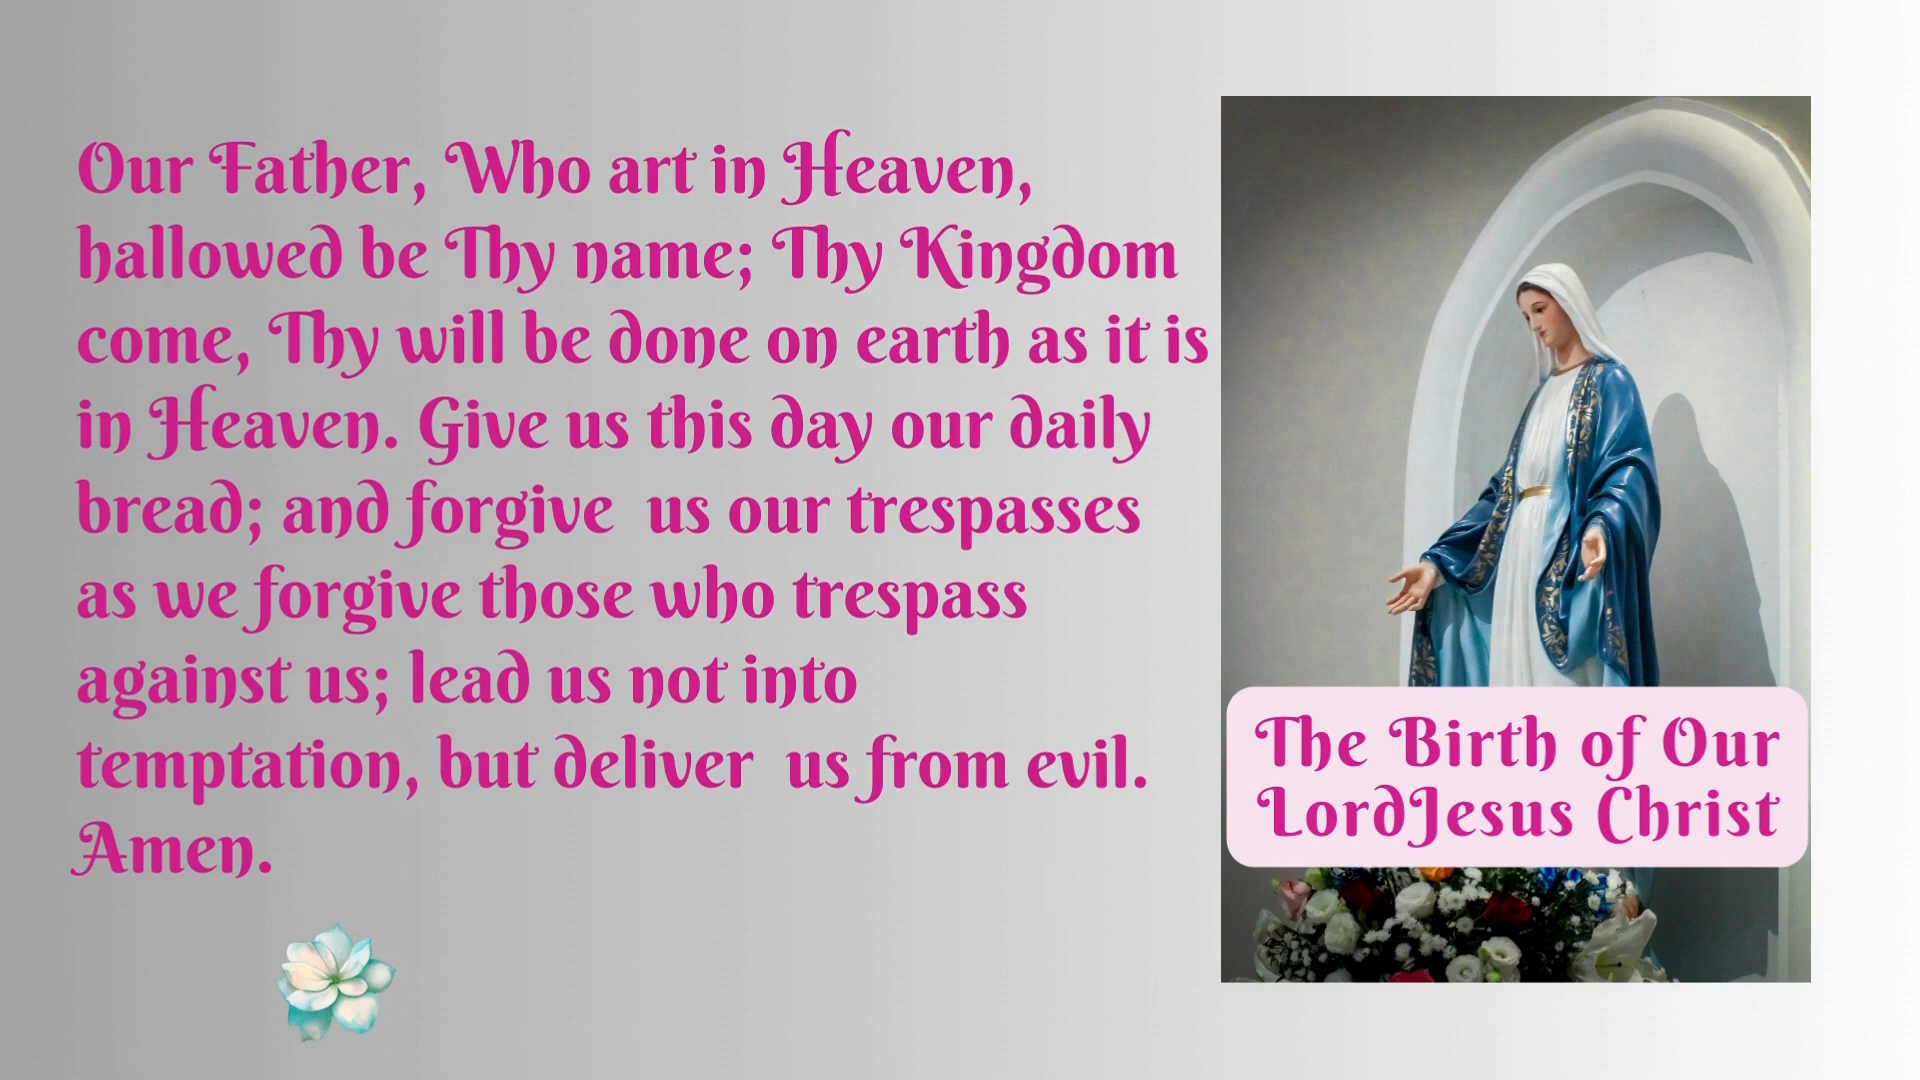 Our Father, Who art in Heaven,
hallowed be Thy name; Thy Kingdom
come, Thy will be done on earth as it is
in Heaven. Give us this day our daily
bread; and forgive  us our trespasses
as we forgive those who trespass
against us; lead us not into
temptation, but deliver  us from evil.
Amen.
The Birth of Our
LordJesus Christ